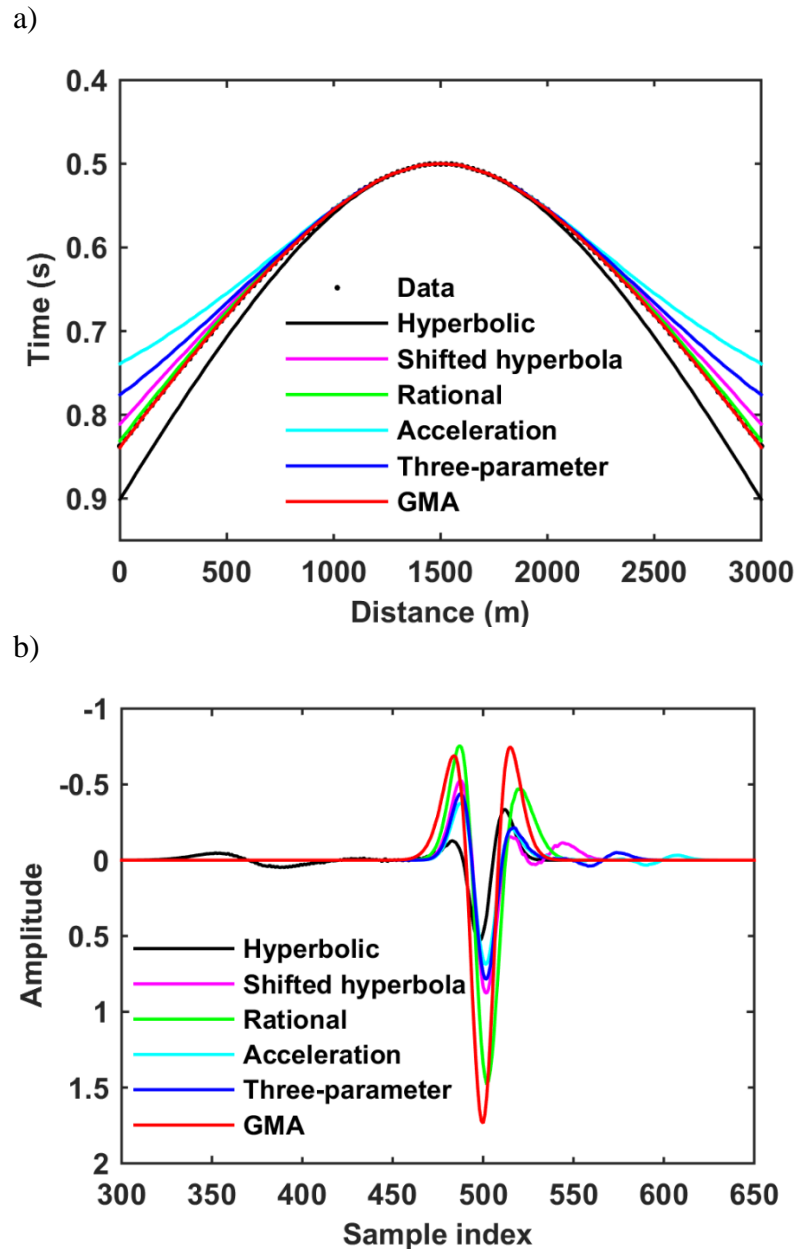 a)
0.4
0.5
0.6
0.7
0.8
0.9
Time (s)
Data
Hyperbolic
Shifted hyperbola
Rational
Acceleration
Three-parameter
GMA
0 500 1000 1500 2000 2500 3000
Distance (m)
b)
-1
-0.5
0
0.5
1
1.5
2
Amplitude
Hyperbolic
Shifted hyperbola
Rational
Acceleration
Three-parameter
GMA
300 350 400 450 500 550 600 650
Sample index